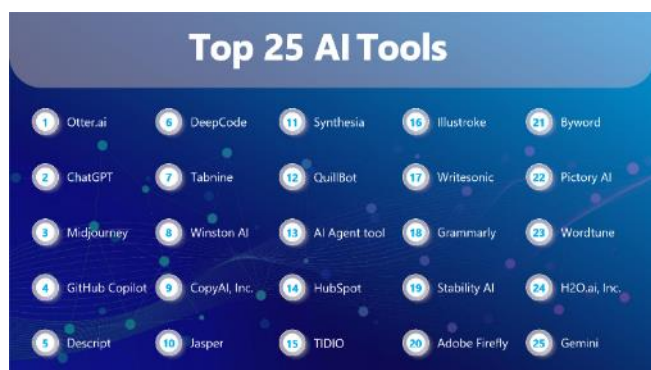 Top 25 AI Tools
1 Otter.ai
2 ChatGPT
3 Midjourney
4 GitHub Copilot
5 Descript
6 DeepCode
7 Tabnine
8 Winston AI
9 CopyAI, Inc.
10 Jasper
11 Synthesia
12 QuillBot
13 AI Agent tool
14 HubSpot
15 TIDIO
16 Illustroke
17 Writesonic
18 Grammarly
19 Stability AI
20 Adobe Firefly
21 Byword
22 Pictory AI
23 Wordtune
24 H2O.ai, Inc.
25 Gemini